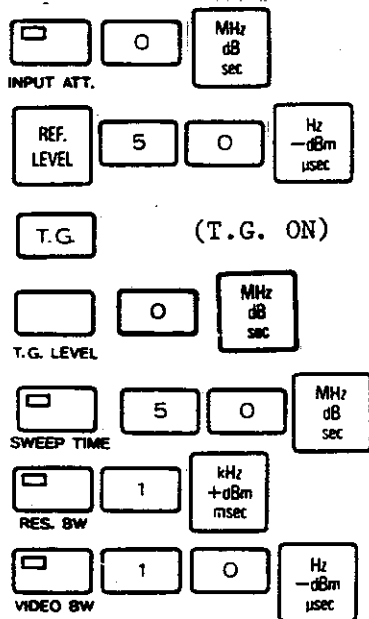 0 MHz
dB
sec
INPUT ATT.
REF.
LEVEL 5 0 Hz
-dBm
µsec
T.G. (T.G. ON)
0 MHz
dB
sec
T.G. LEVEL
5 0 MHz
dB
sec
SWEEP TIME
1 kHz
+dBm
msec
RES. BW
1 0 Hz
-dBm
µsec
VIDEO BW